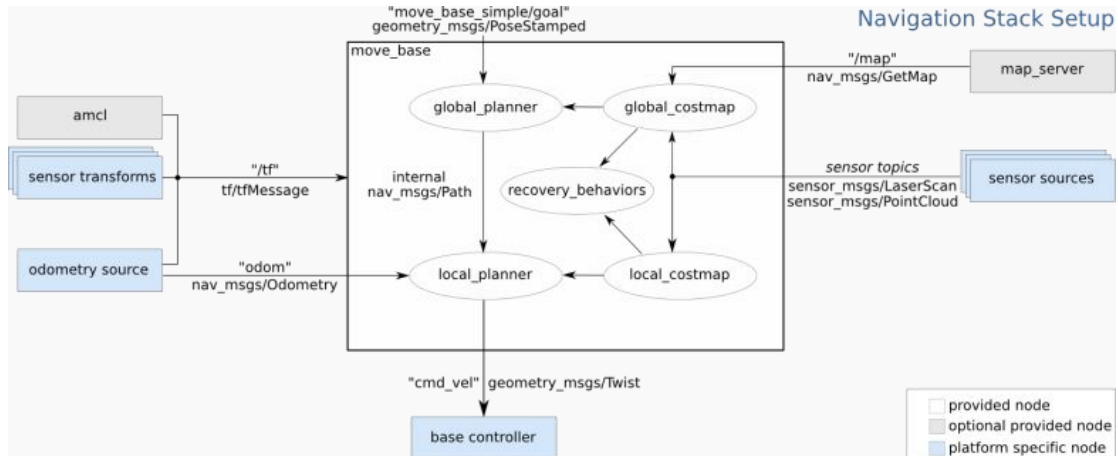 Navigation Stack Setup
"move_base_simple/goal"
geometry_msgs/PoseStamped
move_base
"/map"
nav_msgs/GetMap
map_server
amcl
global_planner
global_costmap
sensor transforms
"/tf"
tf/tfMessage
internal
nav_msgs/Path
recovery_behaviors
sensor topics
sensor_msgs/LaserScan
sensor_msgs/PointCloud
sensor sources
odometry source
"odom"
nav_msgs/Odometry
local_planner
local_costmap
"cmd_vel" geometry_msgs/Twist
base controller
provided node
optional provided node
platform specific node